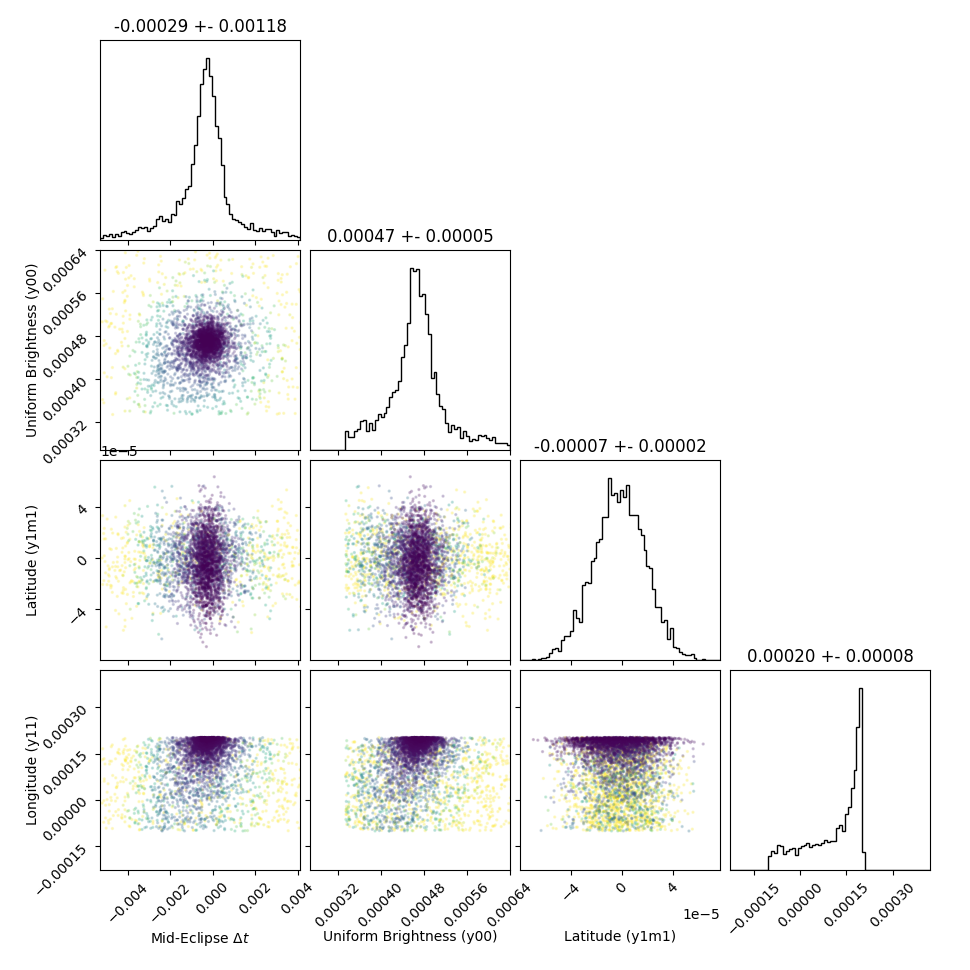 -0.00029 +- 0.00118
0.00047 +- 0.00005
-0.00007 +- 0.00002
0.00020 +- 0.00008
Uniform Brightness (y00)
0.00064
0.00056
0.00048
0.00040
0.00032
1e−5
Latitude (y1m1)
4
0
−4
Longitude (y11)
0.00030
0.00015
0.00000
−0.00015
−0.004
−0.002
0.000
0.002
0.004
Mid-Eclipse Δt
0.00032
0.00040
0.00048
0.00056
0.00064
Uniform Brightness (y00)
−4
0
4
1e−5
Latitude (y1m1)
−0.00015
0.00000
0.00015
0.00030